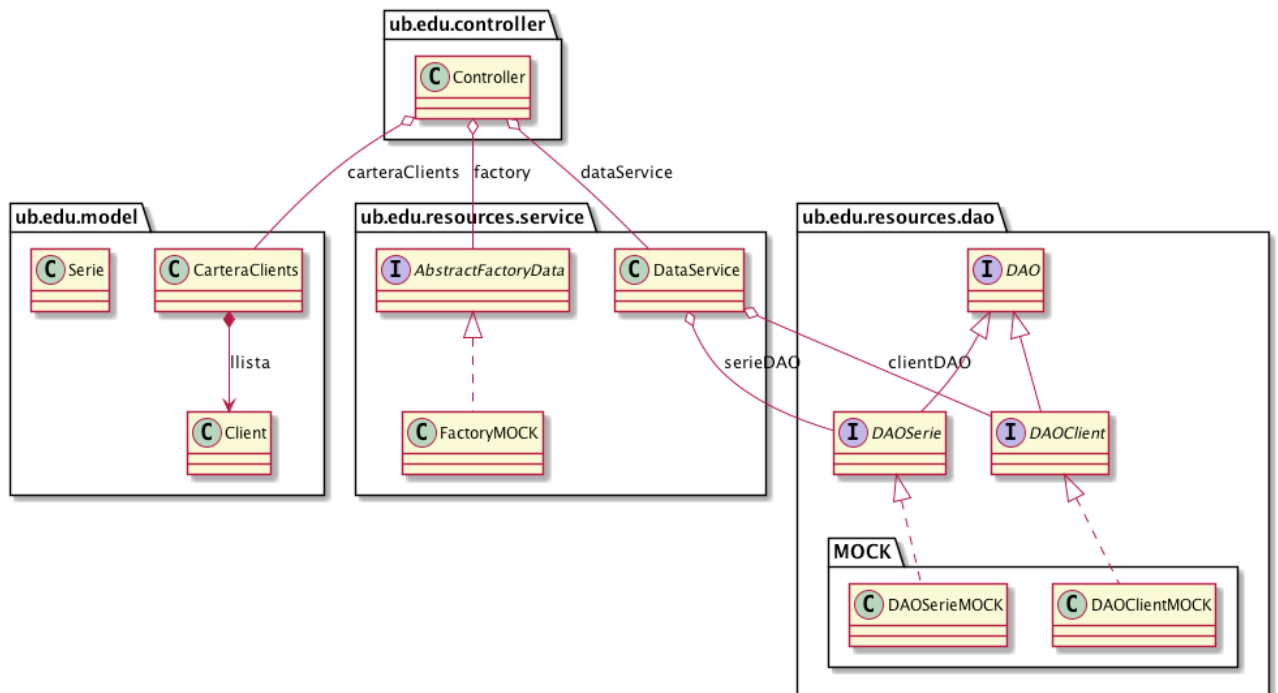 ub.edu.controller
C Controller
carteraClients
factory
dataService
ub.edu.model
C Serie
C CarteraClients
llista
C Client
ub.edu.resources.service
I AbstractFactoryData
C DataService
C FactoryMOCK
serieDAO
clientDAO
ub.edu.resources.dao
I DAO
I DAOSerie
I DAOClient
MOCK
C DAOSerieMOCK
C DAOClientMOCK